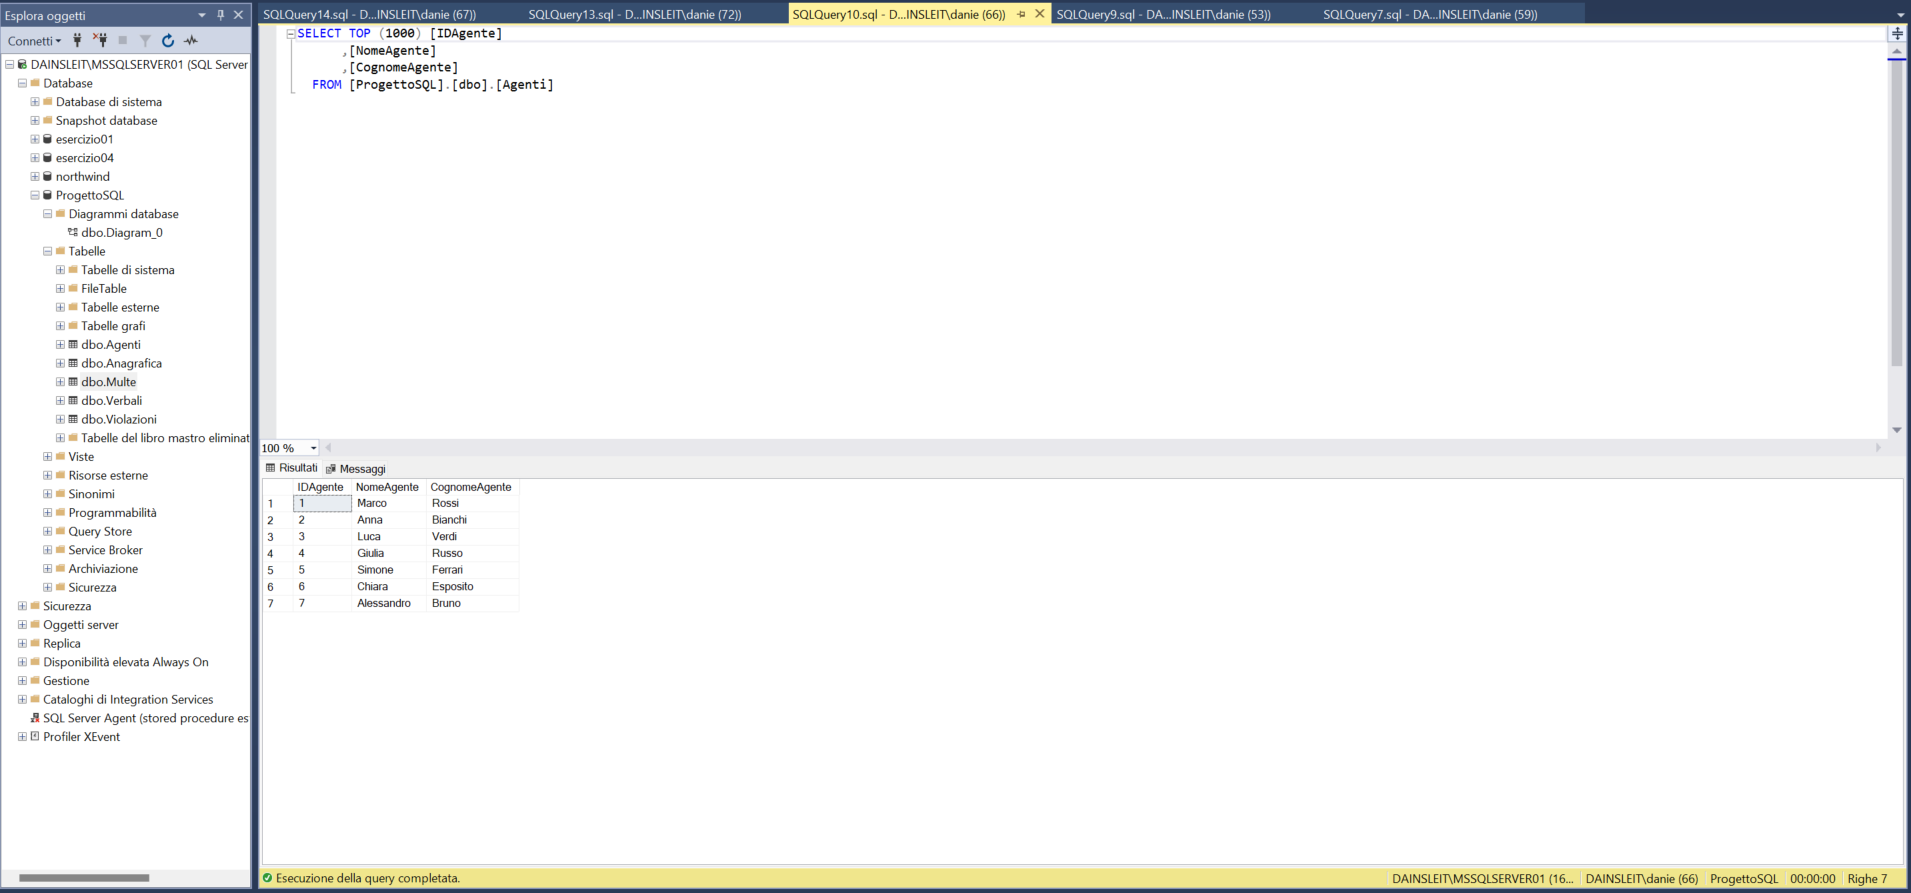 Esplora oggetti
Connetti
DAINSLEIT\MSSQLSERVER01 (SQL Server
Database
Database di sistema
Snapshot database
esercizio01
esercizio04
northwind
ProgettoSQL
Diagrammi database
dbo.Diagram_0
Tabelle
Tabelle di sistema
FileTable
Tabelle esterne
Tabelle grafi
dbo.Agenti
dbo.Anagrafica
dbo.Multe
dbo.Verbali
dbo.Violazioni
Tabelle del libro mastro eliminat
Viste
Risorse esterne
Sinonimi
Programmabilità
Query Store
Service Broker
Archiviazione
Sicurezza
Sicurezza
Oggetti server
Replica
Disponibilità elevata Always On
Gestione
Cataloghi di Integration Services
SQL Server Agent (stored procedure es
Profiler XEvent
SQLQuery14.sql - D...INSLEIT\danie (67))
SQLQuery13.sql - D...INSLEIT\danie (72))
SQLQuery10.sql - D...INSLEIT\danie (66))
SQLQuery9.sql - DA...INSLEIT\danie (53))
SQLQuery7.sql - DA...INSLEIT\danie (59))
SELECT TOP (1000) [IDAgente]
,[NomeAgente]
,[CognomeAgente]
FROM [ProgettoSQL].[dbo].[Agenti]
100 %
Risultati Messaggi
IDAgente NomeAgente CognomeAgente
1 1 Marco Rossi
2 2 Anna Bianchi
3 3 Luca Verdi
4 4 Giulia Russo
5 5 Simone Ferrari
6 6 Chiara Esposito
7 7 Alessandro Bruno
Esecuzione della query completata.
DAINSLEIT\MSSQLSERVER01 (16... DAINSLEIT\danie (66) ProgettoSQL 00:00:00 Righe 7